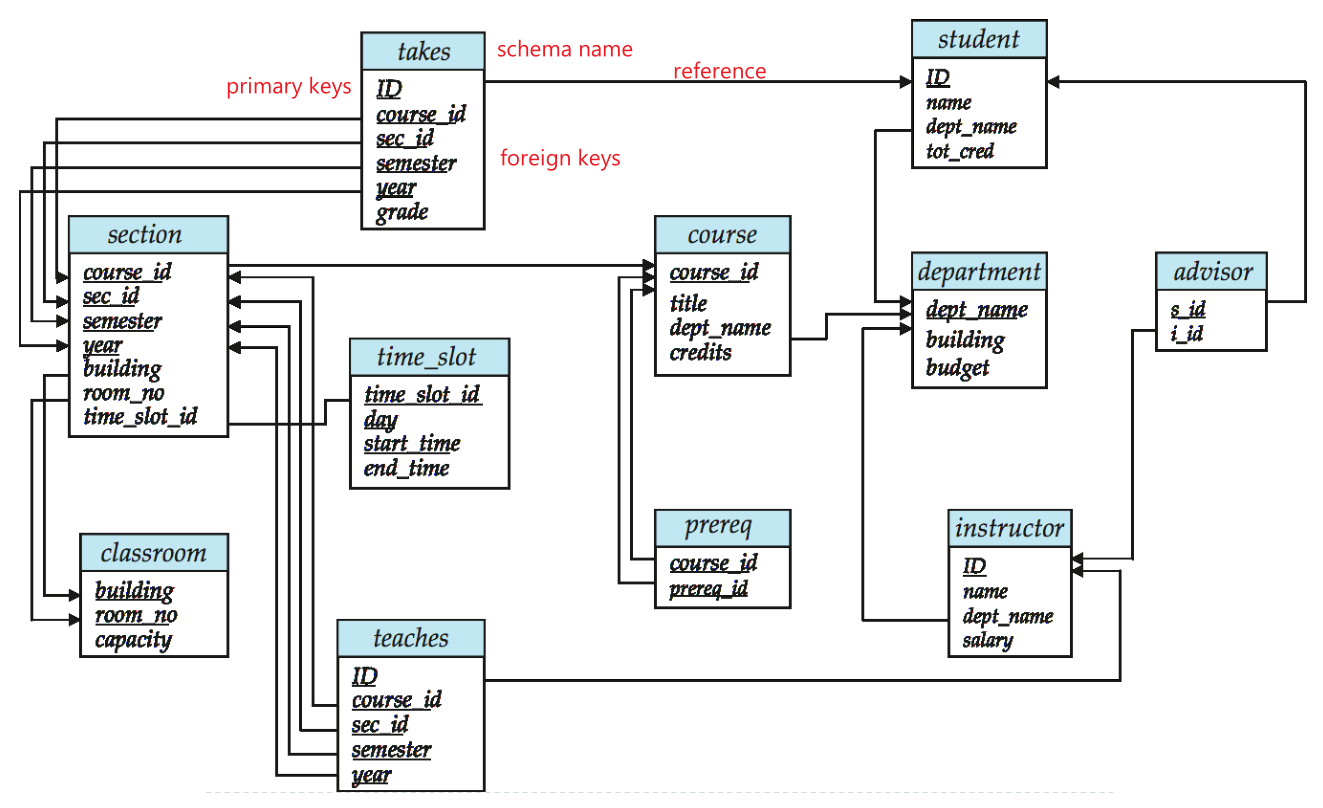 takes
ID
course_id
sec_id
semester
year
grade
schema name
primary keys
reference
foreign keys
student
ID
name
dept_name
tot_cred
section
course_id
sec_id
semester
year
building
room_no
time_slot_id
time_slot
time_slot_id
day
start_time
end_time
course
course_id
title
dept_name
credits
department
dept_name
building
budget
advisor
s_id
i_id
classroom
building
room_no
capacity
prereq
course_id
prereq_id
instructor
ID
name
dept_name
salary
teaches
ID
course_id
sec_id
semester
year